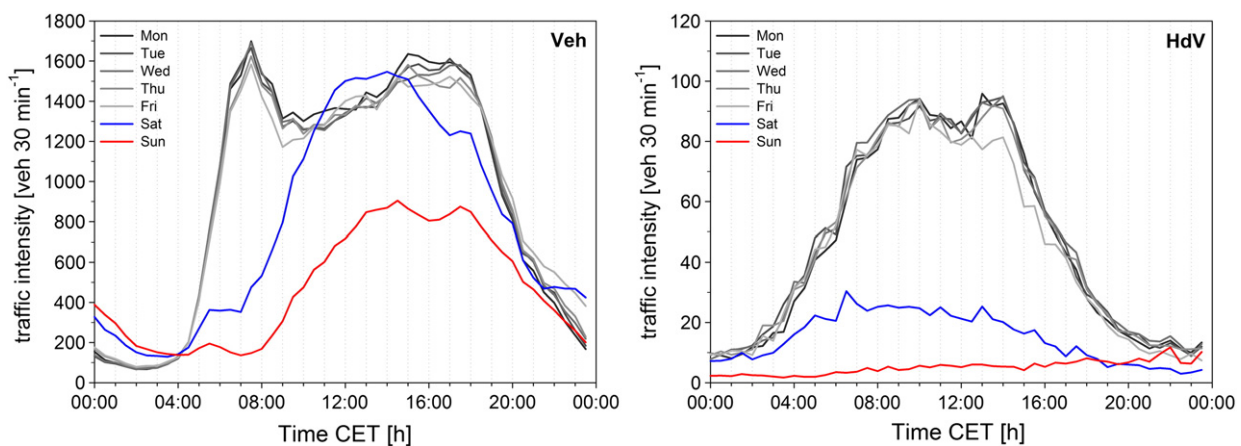 Veh
traffic intensity [veh 30 min⁻¹]
1800
1600
1400
1200
1000
800
600
400
200
0
Mon
Tue
Wed
Thu
Fri
Sat
Sun
00:00 04:00 08:00 12:00 16:00 20:00 00:00
Time CET [h]
HdV
traffic intensity [veh 30 min⁻¹]
120
100
80
60
40
20
0
Mon
Tue
Wed
Thu
Fri
Sat
Sun
00:00 04:00 08:00 12:00 16:00 20:00 00:00
Time CET [h]